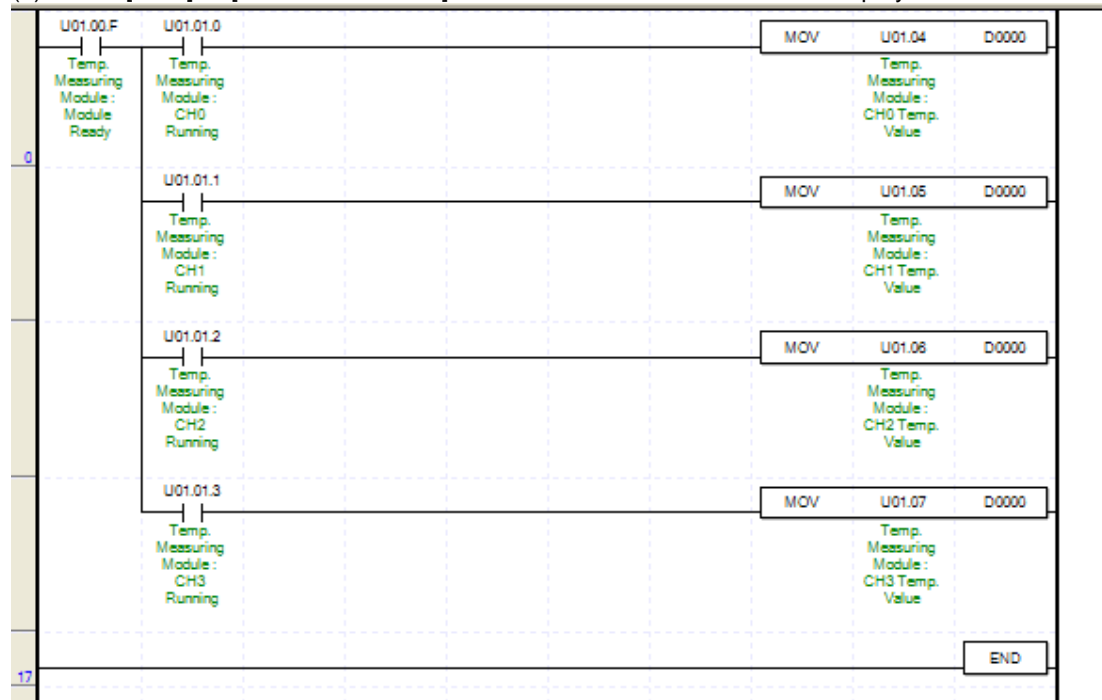 U01.00.F U01.01.0 MOV U01.04 D0000
Temp.
Measuring
Module :
Module
Ready
Temp.
Measuring
Module :
CH0
Running
Temp.
Measuring
Module :
CH0 Temp.
Value
0
U01.01.1 MOV U01.05 D0000
Temp.
Measuring
Module :
CH1
Running
Temp.
Measuring
Module :
CH1 Temp.
Value
U01.01.2 MOV U01.06 D0000
Temp.
Measuring
Module :
CH2
Running
Temp.
Measuring
Module :
CH2 Temp.
Value
U01.01.3 MOV U01.07 D0000
Temp.
Measuring
Module :
CH3
Running
Temp.
Measuring
Module :
CH3 Temp.
Value
END
17